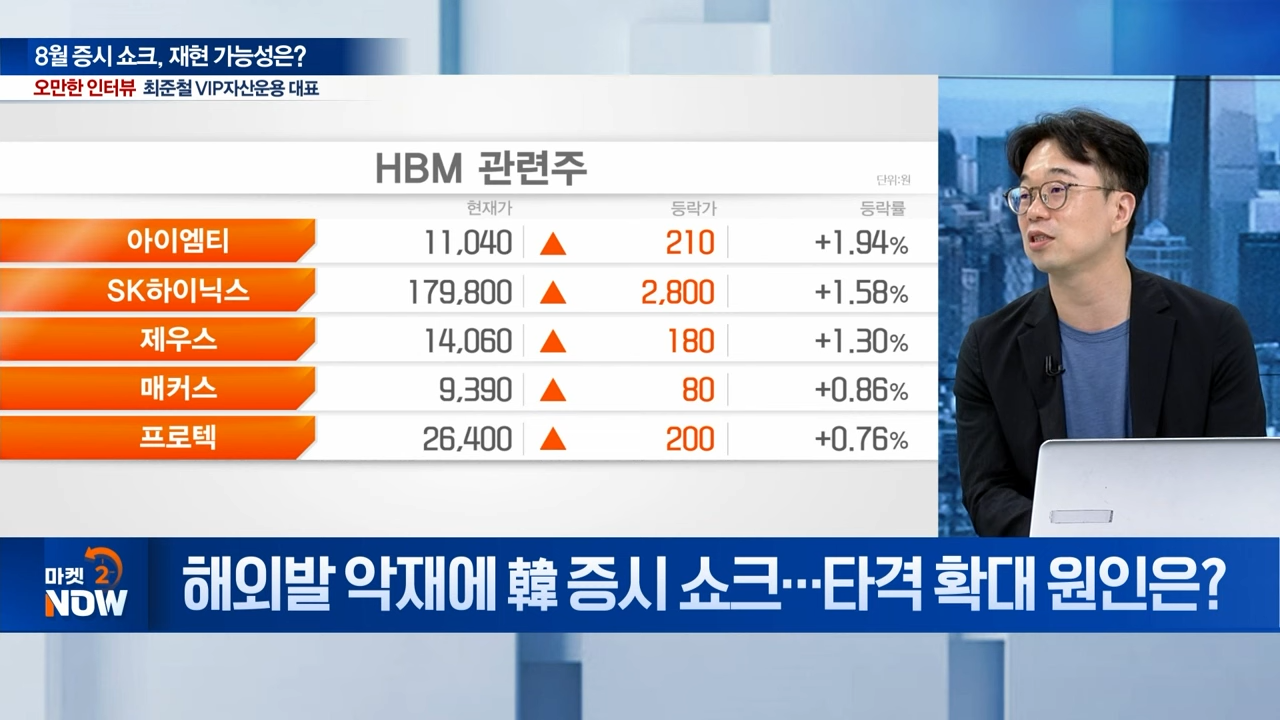 8월 증시 쇼크, 재현 가능성은?
오만한 인터뷰 최준철 VIP자산운용 대표
HBM 관련주
단위:원
현재가 등락가 등락률
아이엠티 11,040 ▲ 210 +1.94%
SK하이닉스 179,800 ▲ 2,800 +1.58%
제우스 14,060 ▲ 180 +1.30%
매커스 9,390 ▲ 80 +0.86%
프로텍 26,400 ▲ 200 +0.76%
마켓 2
NOW
해외발 악재에 韓 증시 쇼크…타격 확대 원인은?